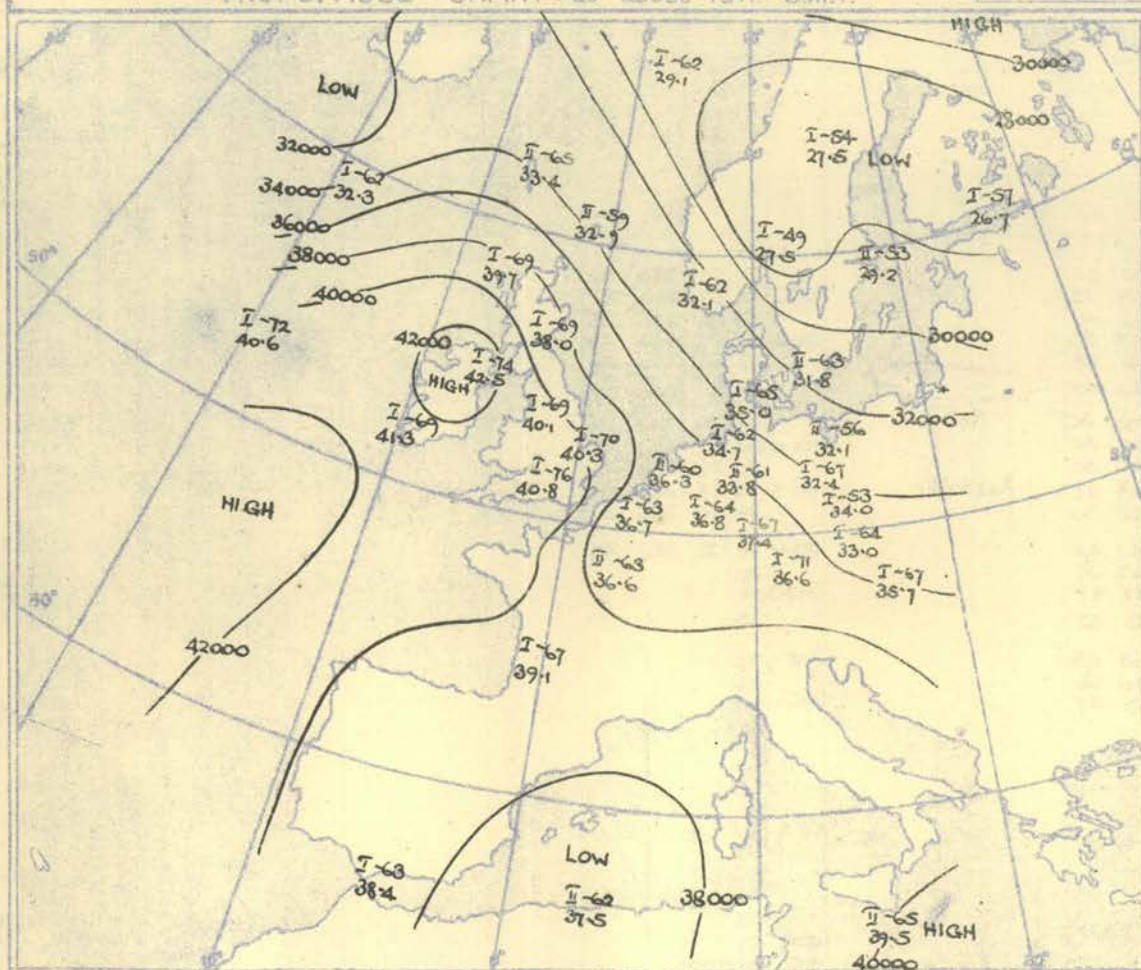 HIGH
30000
LOW
I -62
29.1
28000
I -54
27.5
LOW
32000
II -65
33.4
34000
I -62
32.3
I -57
26.7
36000
II -59
32.9
I -49
27.5
38000
I -69
39.7
II -53
29.2
40000
I -62
32.1
I -72
40.6
42000
I -69
38.0
30000
I -74
42.5
HIGH
II -63
31.8
I -65
35.0
I -69
41.3
I -69
40.1
32000
I -70
40.3
I -62
34.7
II -56
32.1
I -76
40.8
II -60
36.3
II -61
33.8
I -67
32.4
HIGH
I -63
36.7
I -64
36.8
I -53
34.0
I -67
37.4
I -64
33.0
II -63
36.6
I -71
36.6
I -67
35.7
50°
40°
42000
I -67
39.1
LOW
I -63
38.4
II -62
37.5
38000
II -65
39.5
HIGH
40000